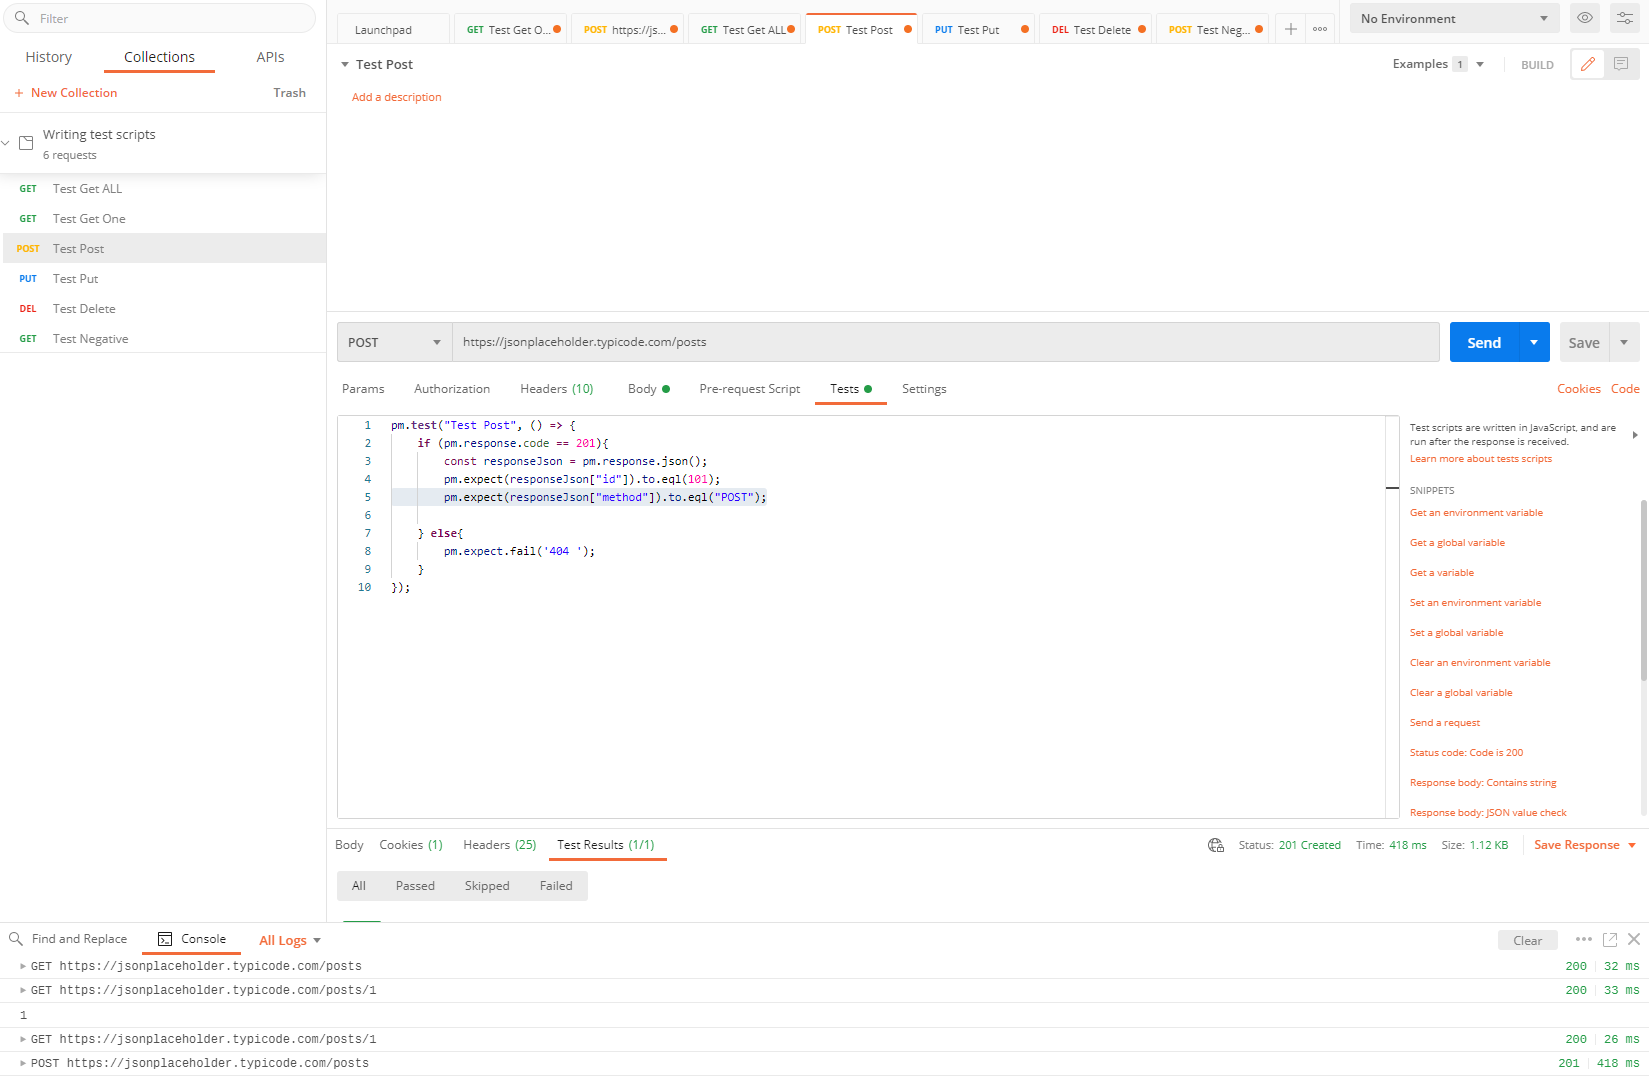 Filter
History Collections APIs
+ New Collection Trash
Writing test scripts
6 requests
GET Test Get ALL
GET Test Get One
POST Test Post
PUT Test Put
DEL Test Delete
GET Test Negative
Launchpad GET Test Get O... POST https://js... GET Test Get ALL POST Test Post PUT Test Put DEL Test Delete POST Test Neg... No Environment
Test Post Examples 1 BUILD
Add a description
POST https://jsonplaceholder.typicode.com/posts Send Save
Params Authorization Headers (10) Body Pre-request Script Tests Settings Cookies Code
1 pm.test("Test Post", () => {
2 if (pm.response.code == 201){
3 const responseJson = pm.response.json();
4 pm.expect(responseJson["id"]).to.eql(101);
5 pm.expect(responseJson["method"]).to.eql("POST");
6
7 } else{
8 pm.expect.fail('404 ');
9 }
10 });
Test scripts are written in JavaScript, and are
run after the response is received.
Learn more about tests scripts
SNIPPETS
Get an environment variable
Get a global variable
Get a variable
Set an environment variable
Set a global variable
Clear an environment variable
Clear a global variable
Send a request
Status code: Code is 200
Response body: Contains string
Response body: JSON value check
Body Cookies (1) Headers (25) Test Results (1/1) Status: 201 Created Time: 418 ms Size: 1.12 KB Save Response
All Passed Skipped Failed
Find and Replace Console All Logs Clear
GET https://jsonplaceholder.typicode.com/posts 200 32 ms
GET https://jsonplaceholder.typicode.com/posts/1 200 33 ms
1
GET https://jsonplaceholder.typicode.com/posts/1 200 26 ms
POST https://jsonplaceholder.typicode.com/posts 201 418 ms